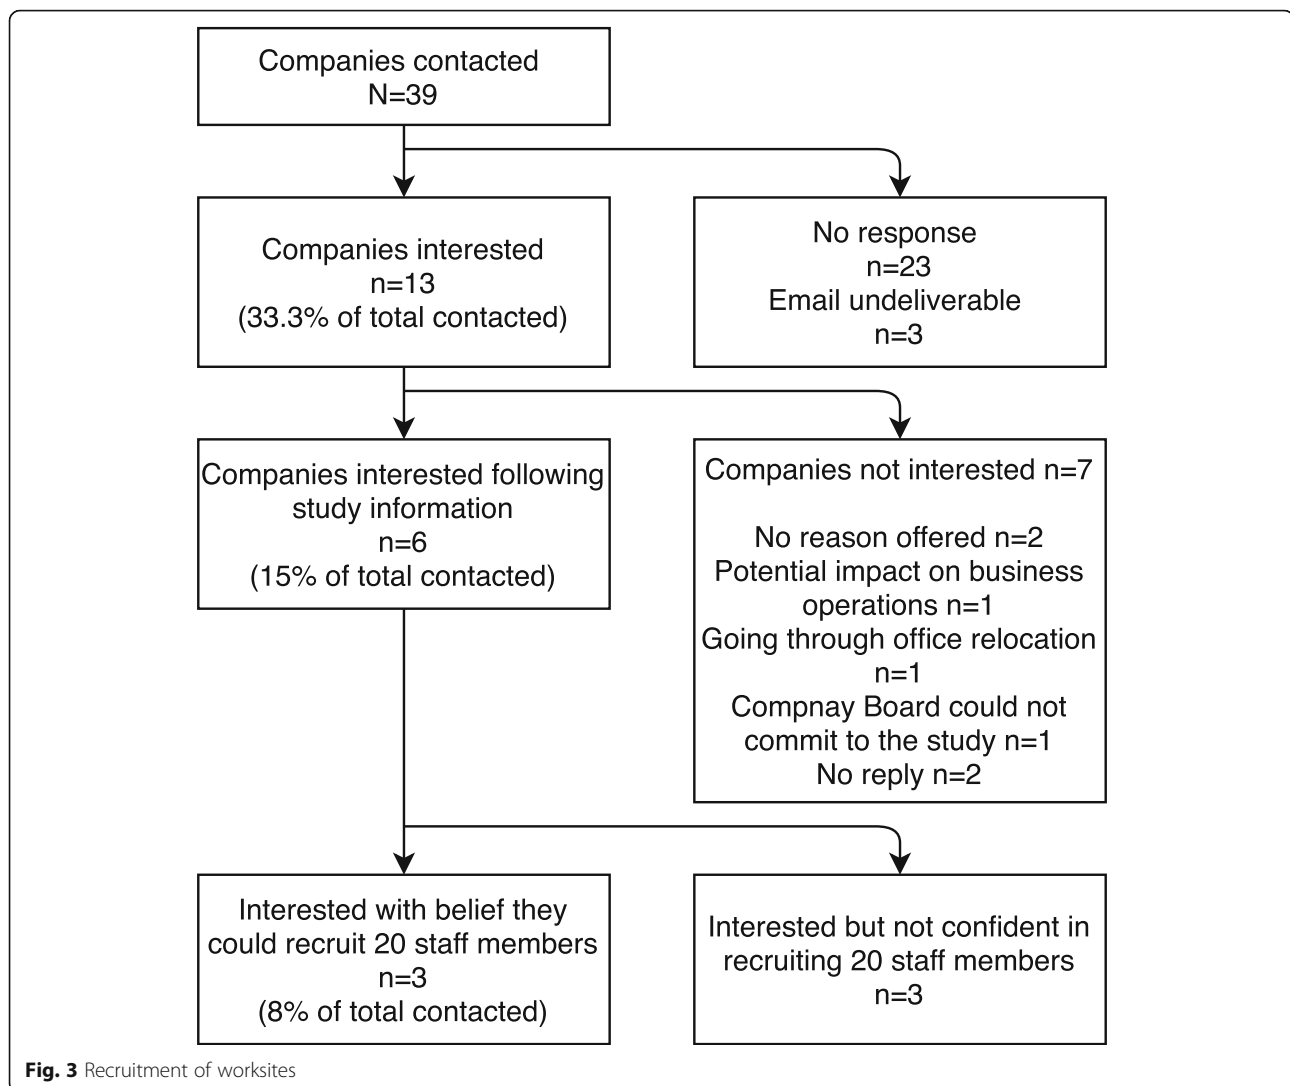 Companies contacted
N=39
Companies interested
n=13
(33.3% of total contacted)
No response
n=23
Email undeliverable
n=3
Companies interested following
study information
n=6
(15% of total contacted)
Companies not interested n=7
No reason offered n=2
Potential impact on business
operations n=1
Going through office relocation
n=1
Compnay Board could not
commit to the study n=1
No reply n=2
Interested with belief they
could recruit 20 staff members
n=3
(8% of total contacted)
Interested but not confident in
recruiting 20 staff members
n=3
Fig. 3 Recruitment of worksites